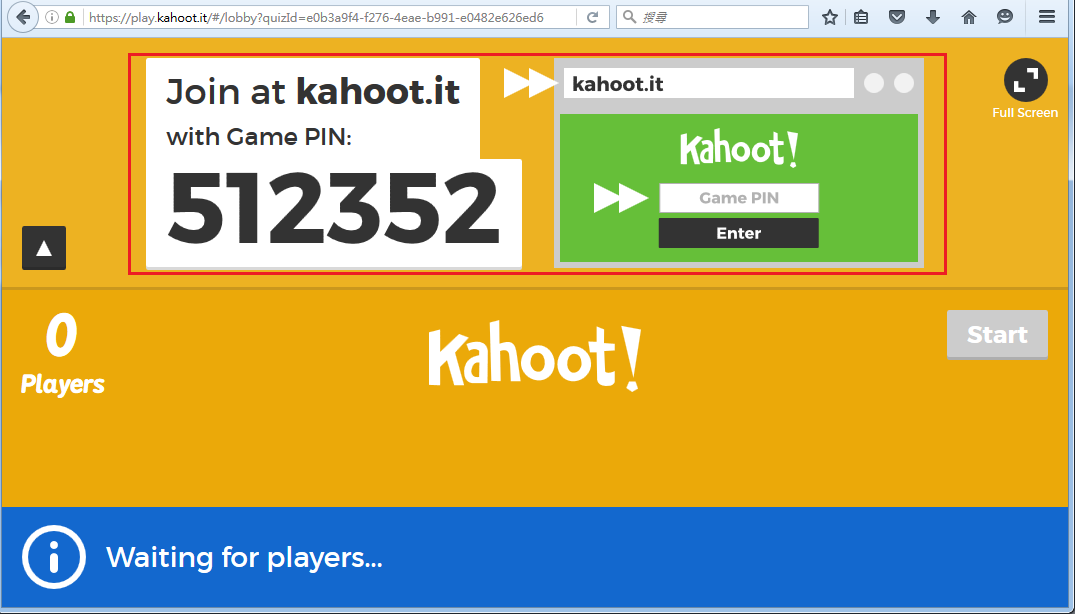 https://play.kahoot.it/#/lobby?quizId=e0b3a9f4-f276-4eae-b991-e0482e626ed6
搜尋
Join at kahoot.it
with Game PIN:
512352
kahoot.it
Kahoot!
Game PIN
Enter
Full Screen
0
Players
Kahoot!
Start
Waiting for players...